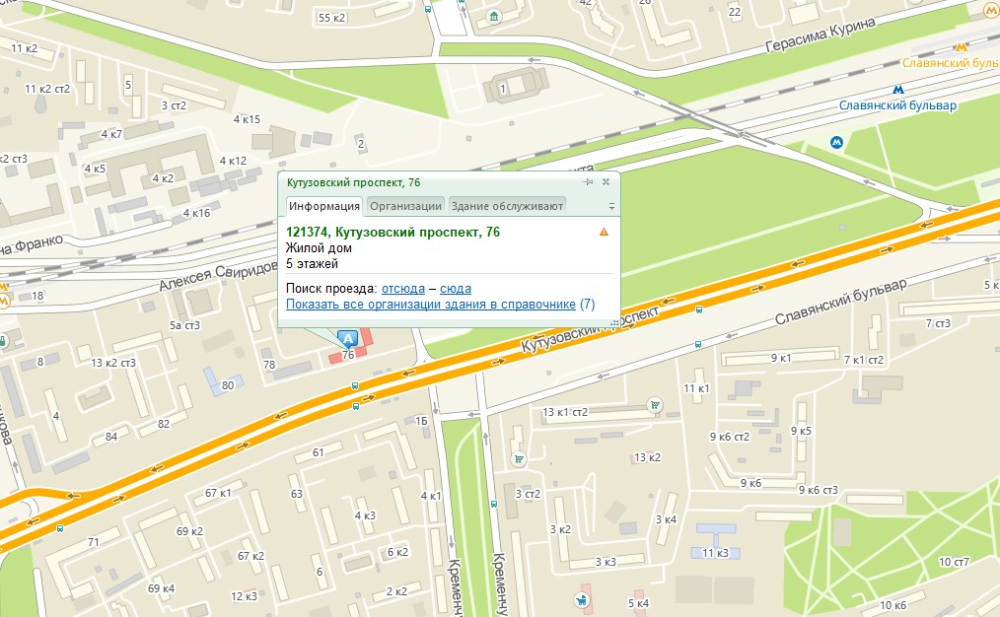 55 к2
42
26
22
Герасима Курина
11 к2
Славянский буль
5
11 к2 ст2
3 ст2
1
Славянский бульвар
4 к15
4 к7
2
к2 ст3
4 к12
4 к5
4 к2
Кутузовский проспект, 76
Информация
Организации
Здание обслуживают
4 к16
121374, Кутузовский проспект, 76
Жилой дом
5 этажей
на Франко
Алексея Свиридов
Поиск проезда: отсюда – сюда
Показать все организации здания в справочнике (7)
18
Славянский бульвар
5 к
5а ст3
Кутузовский проспект
7 ст3
A
76
8
13 к2 ст3
78
9 к1
7 к1 ст2
80
11 к1
4
13 к1 ст2
82
1Б
84
9 к6 ст2
9 к5
61
13 к2
67 к1
63
4 к1
3 ст2
9 к6
9 к6 ст3
4 к3
3 к4
69 к2
3 к2
71
67 к2
6 к2
11 к3
6
3 к3
10 ст7
69 к4
12 к3
2 к2
Кременч
Кременчу
5 к4
10 к6